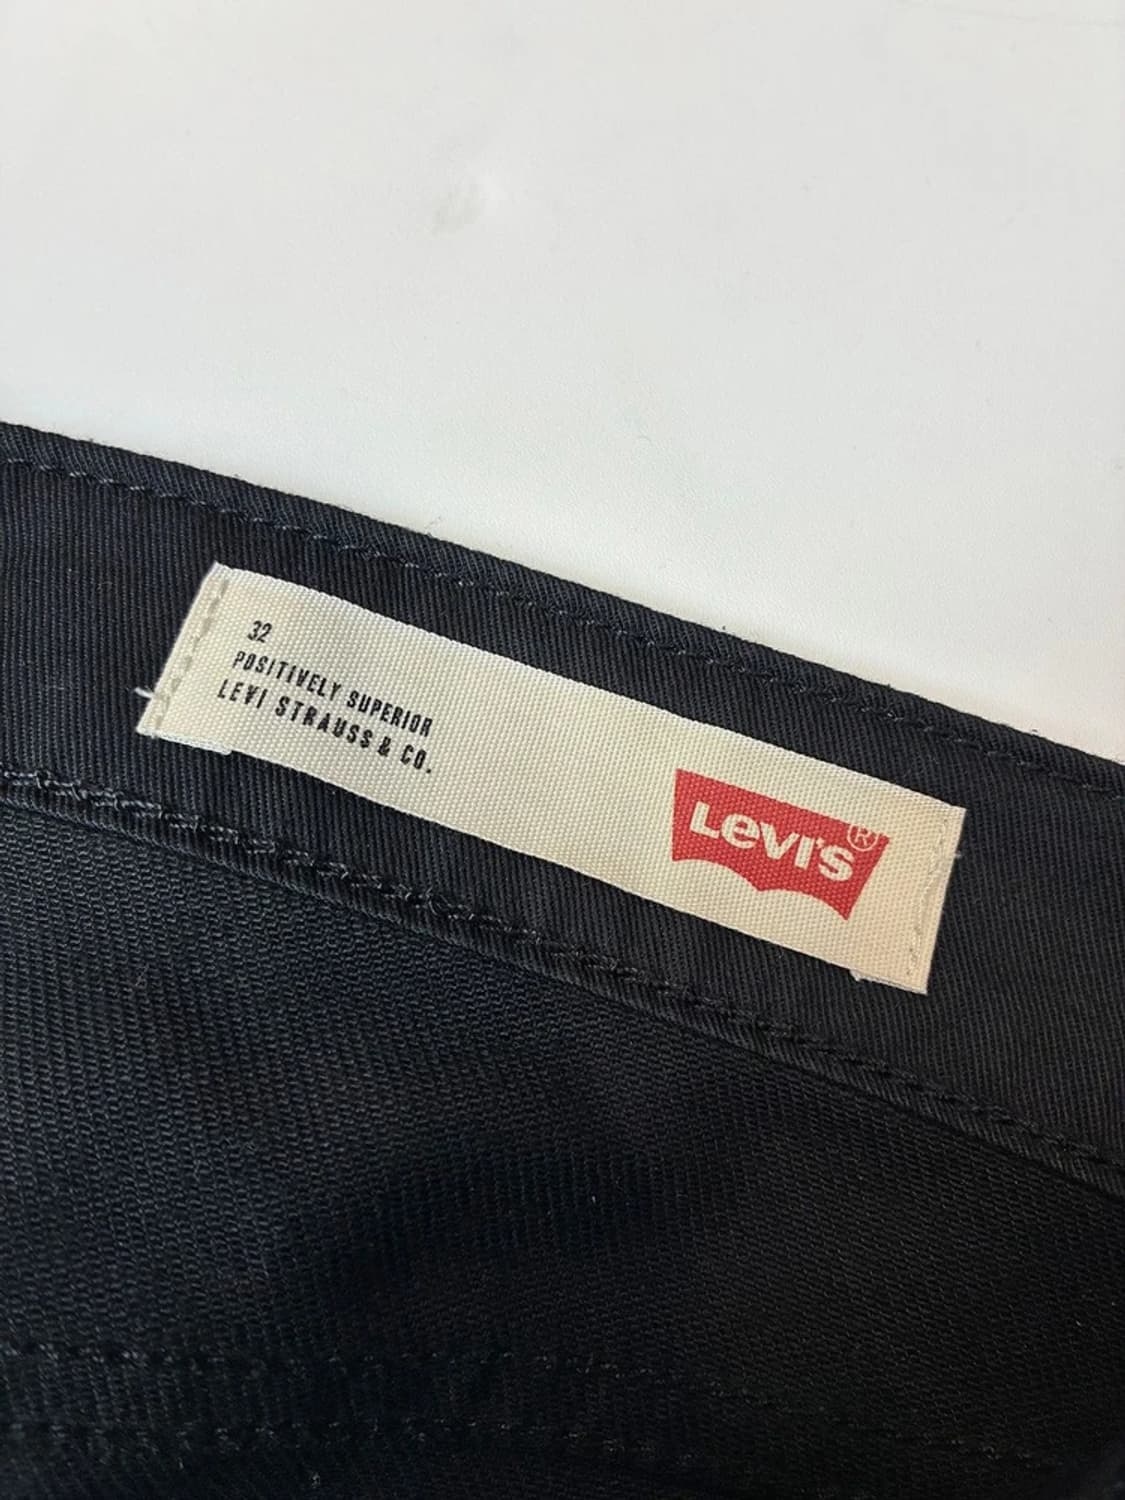 32
POSITIVELY SUPERIOR
LEVI STRAUSS & CO.
Levi's®